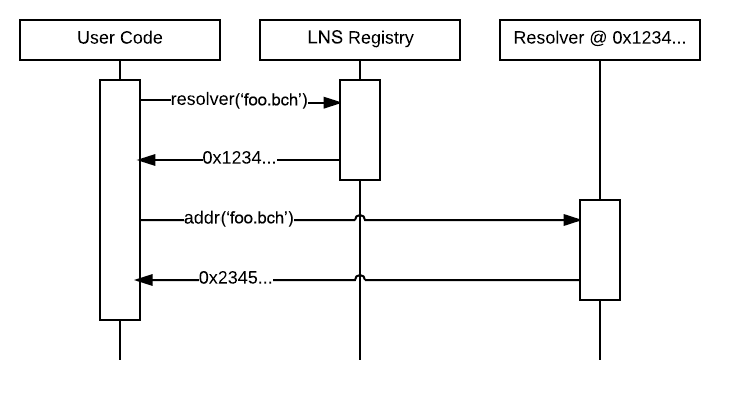 User Code
LNS Registry
Resolver @ 0x1234...
resolver(‘foo.bch’)
0x1234...
addr(‘foo.bch’)
0x2345...